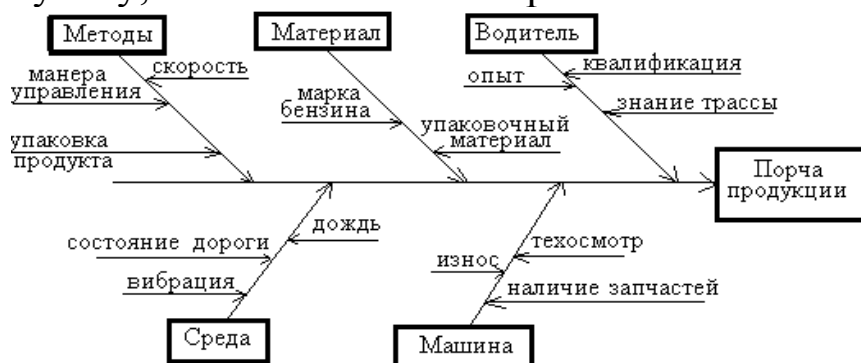 Методы
Материал
Водитель
скорость
манера
управления
упаковка
продукта
марка
бензина
упаковочный
материал
квалификация
опыт
знание трассы
Порча
продукции
дождь
состояние дороги
вибрация
Среда
техосмотр
износ
наличие запчастей
Машина